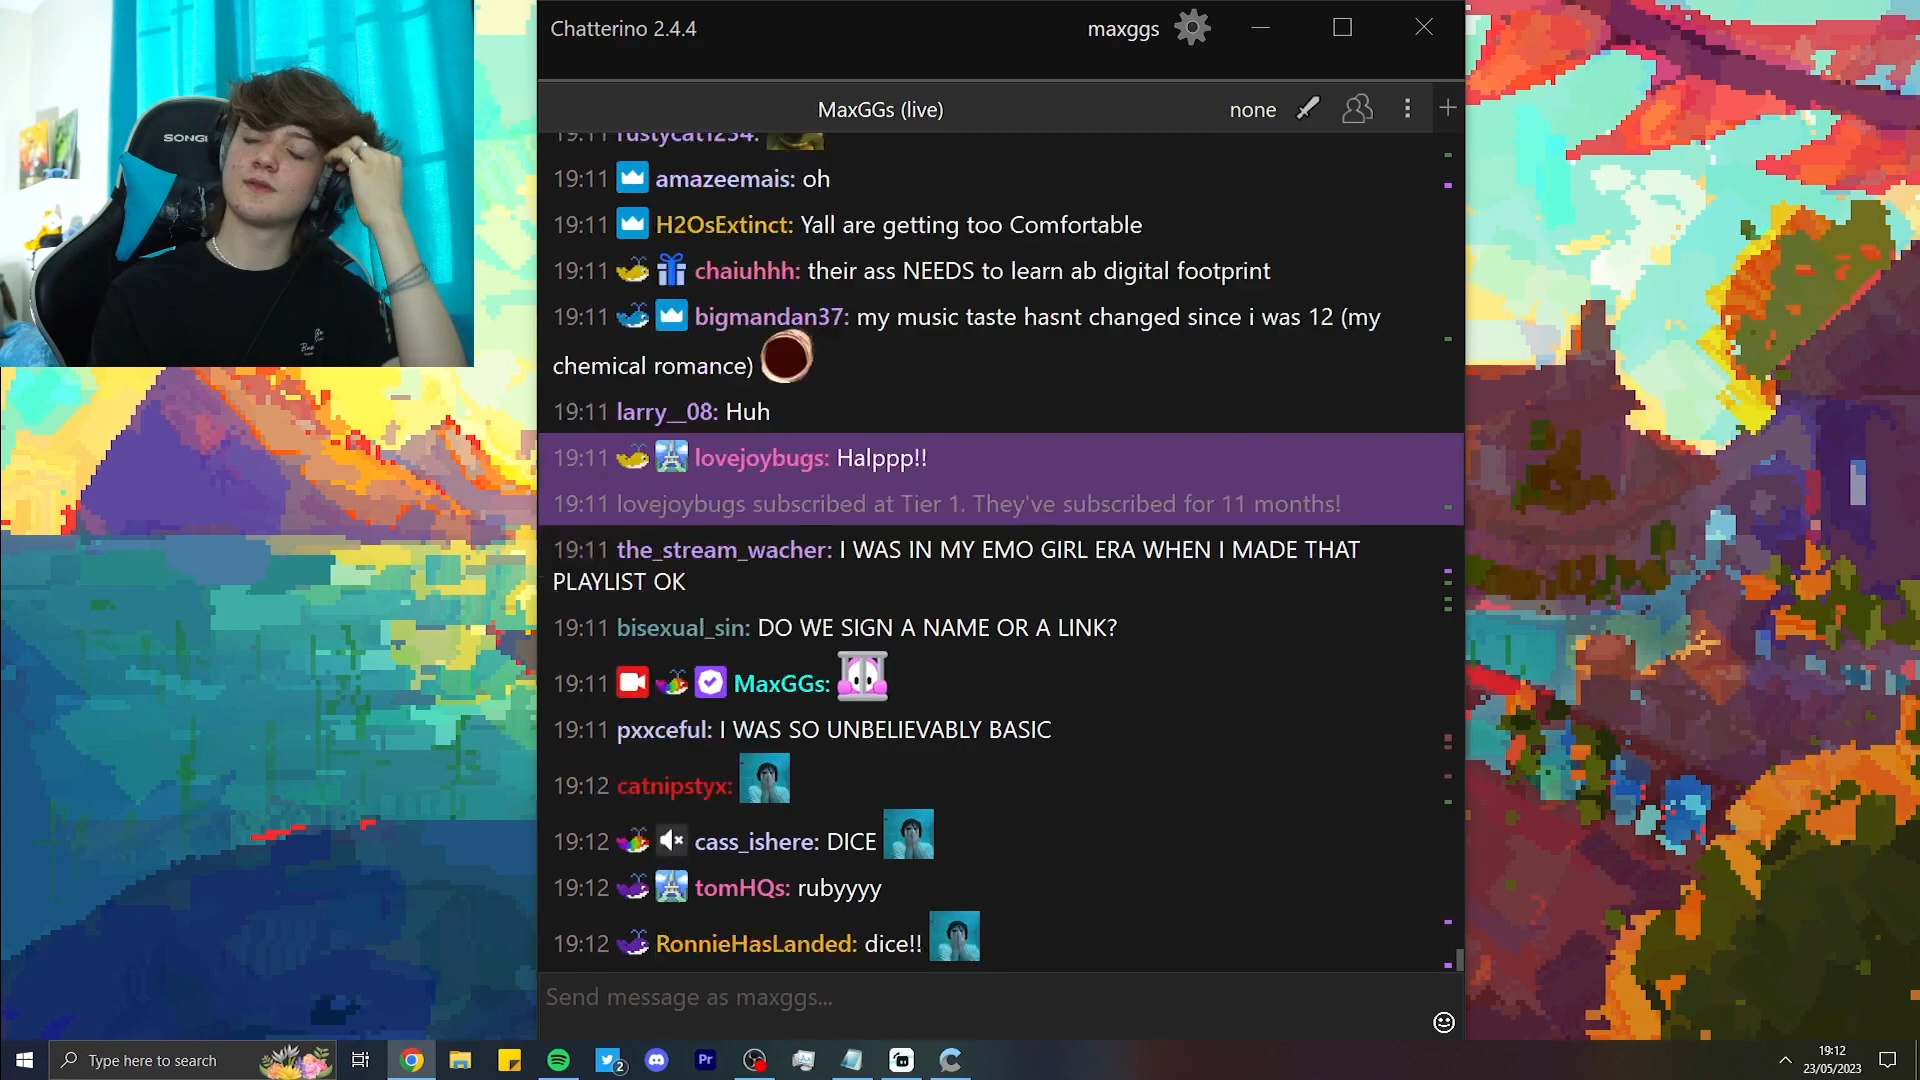 Chatterino 2.4.4
maxggs
MaxGGs (live)
none
19:11 rustycat1234:
19:11 amazeemais: oh
19:11 H2OsExtinct: Yall are getting too Comfortable
19:11 chaiuhhh: their ass NEEDS to learn ab digital footprint
19:11 bigmandan37: my music taste hasnt changed since i was 12 (my
chemical romance)
19:11 larry__08: Huh
19:11 lovejoybugs: Halppp!!
19:11 lovejoybugs subscribed at Tier 1. They've subscribed for 11 months!
19:11 the_stream_wacher: I WAS IN MY EMO GIRL ERA WHEN I MADE THAT
PLAYLIST OK
19:11 bisexual_sin: DO WE SIGN A NAME OR A LINK?
19:11 MaxGGs:
19:11 pxxceful: I WAS SO UNBELIEVABLY BASIC
19:12 catnipstyx:
19:12 cass_ishere: DICE
19:12 tomHQs: rubyyyy
19:12 RonnieHasLanded: dice!!
Send message as maxggs...
Type here to search
2
Pr
19:12
23/05/2023